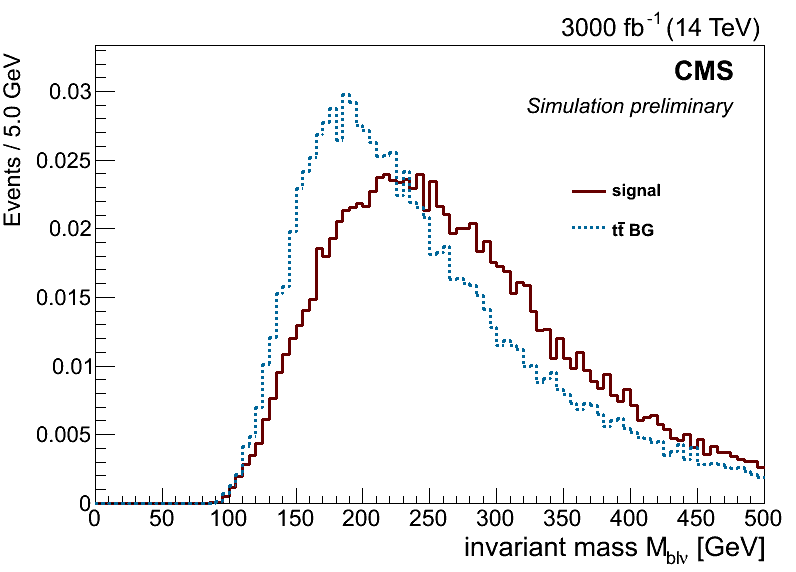 3000 fb⁻¹ (14 TeV)
CMS
Simulation preliminary
Events / 5.0 GeV
0.03
0.025
0.02
0.015
0.01
0.005
0
signal
tt̄ BG
0 50 100 150 200 250 300 350 400 450 500
invariant mass M_blν [GeV]